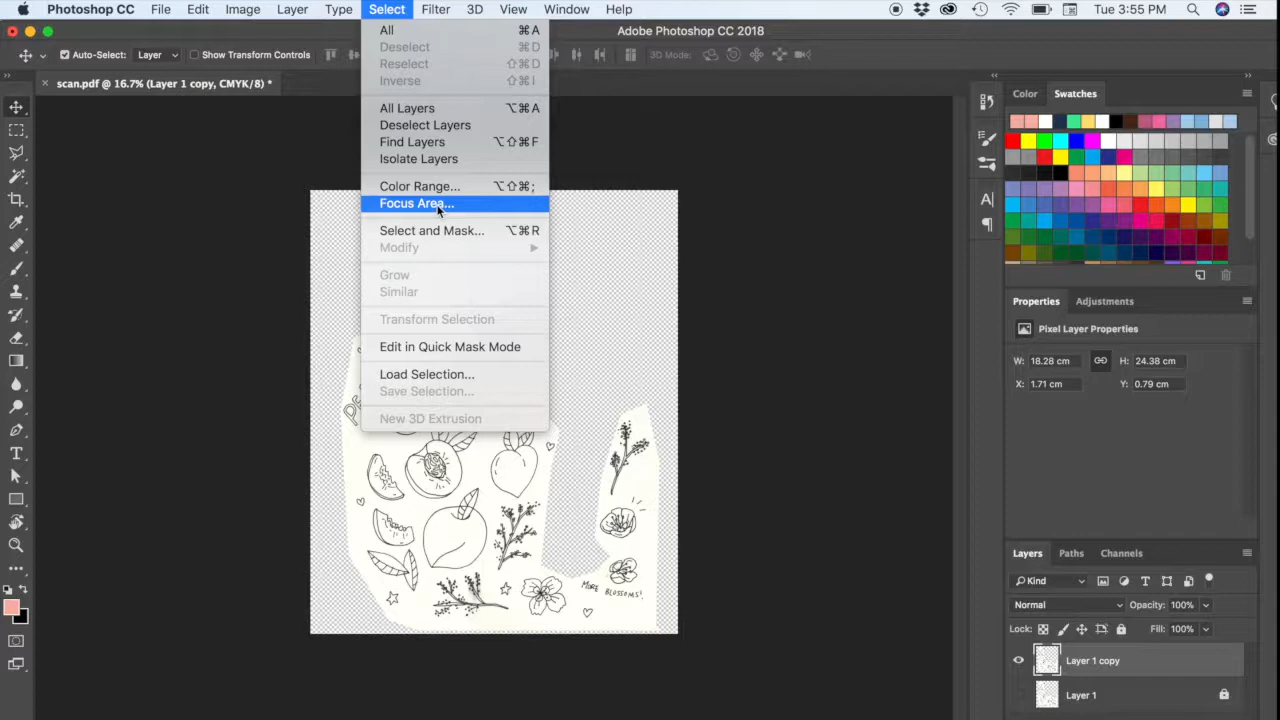 Photoshop CC File Edit Image Layer Type Select Filter 3D View Window Help Tue 3:55 PM
Adobe Photoshop CC 2018
Auto-Select: Layer Show Transform Controls 3D Mode:
scan.pdf @ 16.7% (Layer 1 copy, CMYK/8) *
All ⌘A
Deselect ⌘D
Reselect ⇧⌘D
Inverse ⇧⌘I
All Layers ⌥⌘A
Deselect Layers
Find Layers ⌥⇧⌘F
Isolate Layers
Color Range... ⌥⇧⌘;
Focus Area...
Select and Mask... ⌥⌘R
Modify
Grow
Similar
Transform Selection
Edit in Quick Mask Mode
Load Selection...
Save Selection...
New 3D Extrusion
MORE
BLOSSOMS!
Color Swatches
Properties Adjustments
Pixel Layer Properties
W: 18.28 cm H: 24.38 cm
X: 1.71 cm Y: 0.79 cm
Layers Paths Channels
Kind
Normal Opacity: 100%
Lock: Fill: 100%
Layer 1 copy
Layer 1